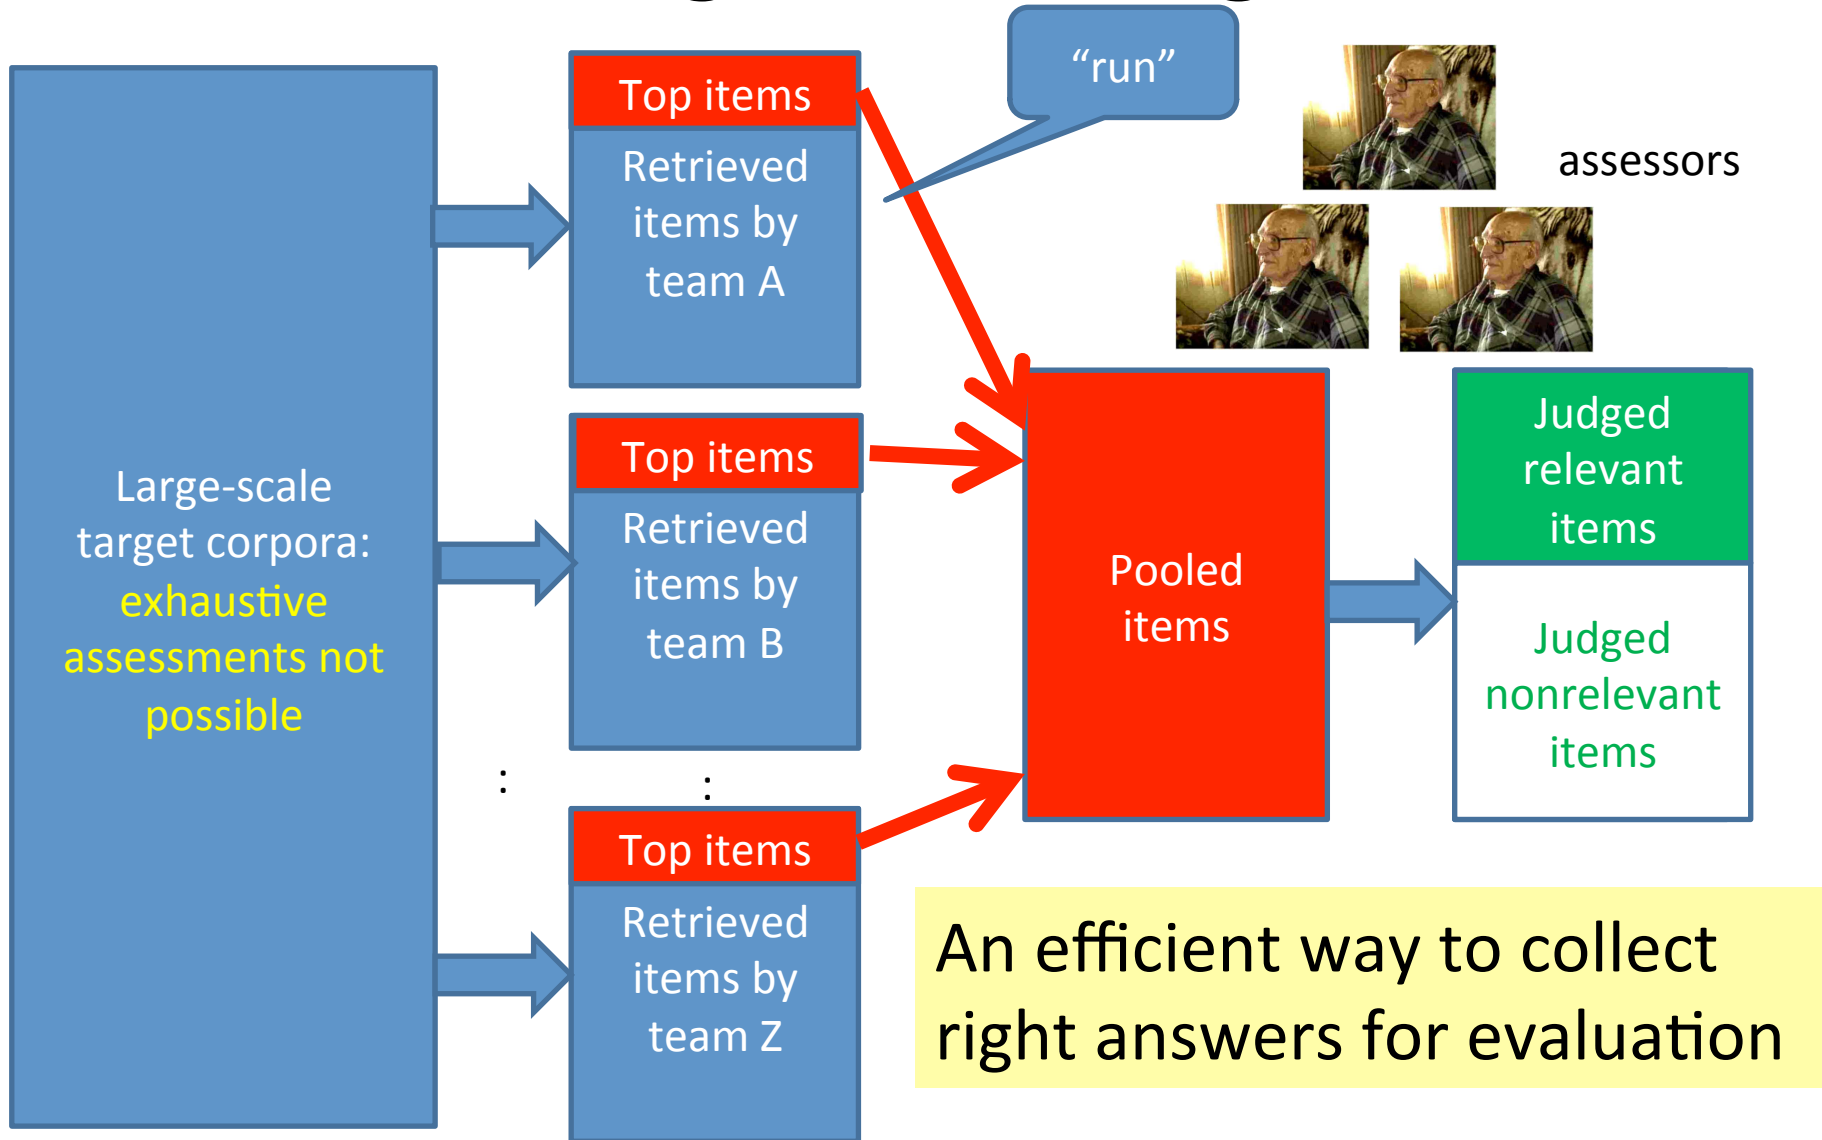 Large-scale
target corpora:
exhaustive
assessments not
possible
Top items
Retrieved
items by
team A
Top items
Retrieved
items by
team B
:
:
Top items
Retrieved
items by
team Z
“run”
assessors
Pooled
items
Judged
relevant
items
Judged
nonrelevant
items
An efficient way to collect
right answers for evaluation